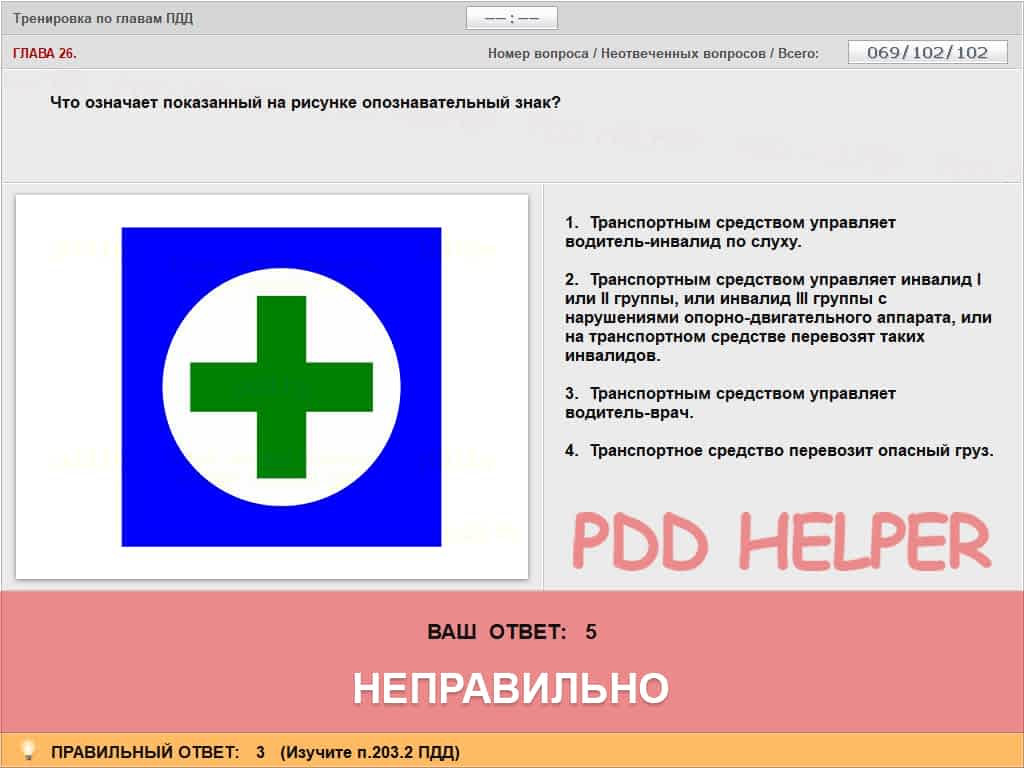 Тренировка по главам ПДД
—— : ——
ГЛАВА 26.
Номер вопроса / Неотвеченных вопросов / Всего:
069/102/102
Что означает показанный на рисунке опознавательный знак?
1. Транспортным средством управляет
водитель-инвалид по слуху.
2. Транспортным средством управляет инвалид I
или II группы, или инвалид III группы с
нарушениями опорно-двигательного аппарата, или
на транспортном средстве перевозят таких
инвалидов.
3. Транспортным средством управляет
водитель-врач.
4. Транспортное средство перевозит опасный груз.
PDD HELPER
ВАШ ОТВЕТ: 5
НЕПРАВИЛЬНО
ПРАВИЛЬНЫЙ ОТВЕТ: 3 (Изучите п.203.2 ПДД)